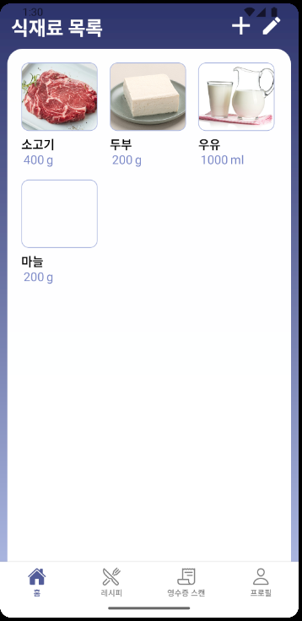 1:30
식재료 목록
소고기 두부 우유
400 g 200 g 1000 ml
마늘
200 g
홈 레시피 영수증 스캔 프로필